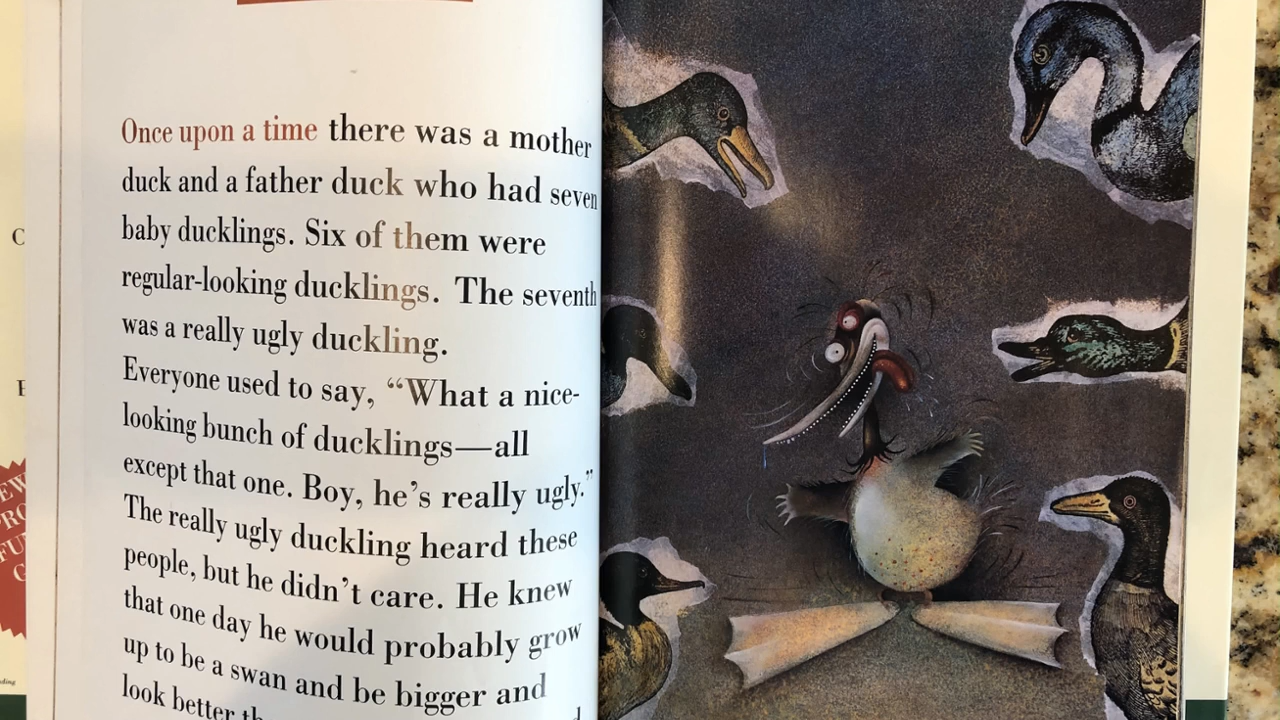 Once upon a time there was a mother
duck and a father duck who had seven
baby ducklings. Six of them were
regular-looking ducklings. The seventh
was a really ugly duckling.
Everyone used to say, “What a nice-
looking bunch of ducklings—all
except that one. Boy, he’s really ugly.”
The really ugly duckling heard these
people, but he didn’t care. He knew
that one day he would probably grow
up to be a swan and be bigger and
look better